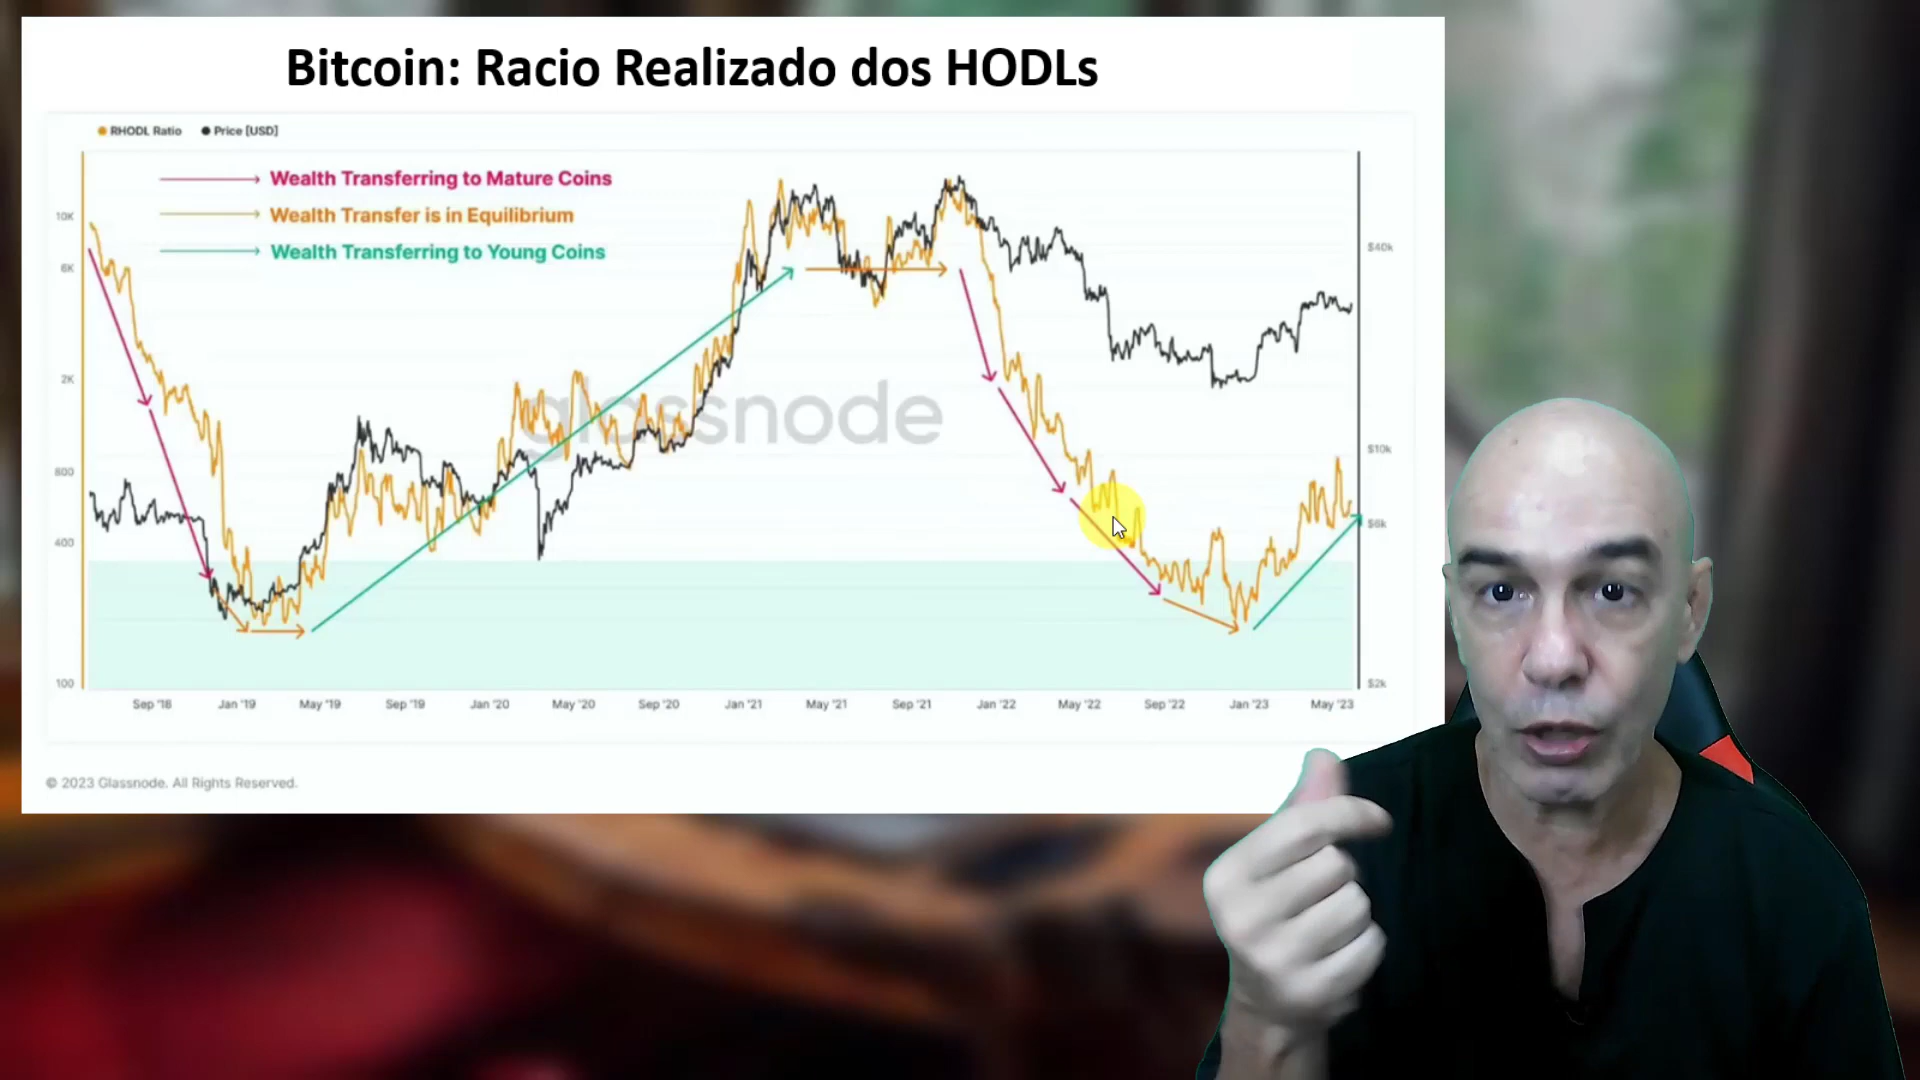 Bitcoin: Racio Realizado dos HODLs
RHODL Ratio Price [USD]
Wealth Transferring to Mature Coins
Wealth Transfer is in Equilibrium
Wealth Transferring to Young Coins
10K
6K
2K
800
400
100
$40k
$10k
$6k
$2k
glassnode
Sep '18 Jan '19 May '19 Sep '19 Jan '20 May '20 Sep '20 Jan '21 May '21 Sep '21 Jan '22 May '22 Sep '22 Jan '23 May '23
© 2023 Glassnode. All Rights Reserved.